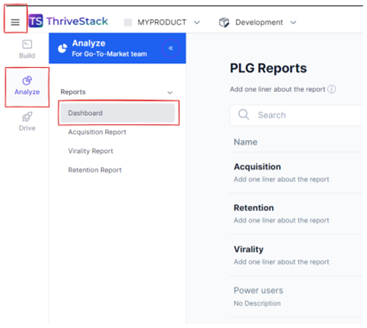 TS ThriveStack MYPRODUCT Development
Build
Analyze
Drive
Analyze
For Go-To-Market team
«
Reports
Dashboard
Acquisition Report
Virality Report
Retention Report
PLG Reports
Add one liner about the report
Search
Name
Acquisition
Add one liner about the report
Retention
Add one liner about the report
Virality
Add one liner about the report
Power users
No Description